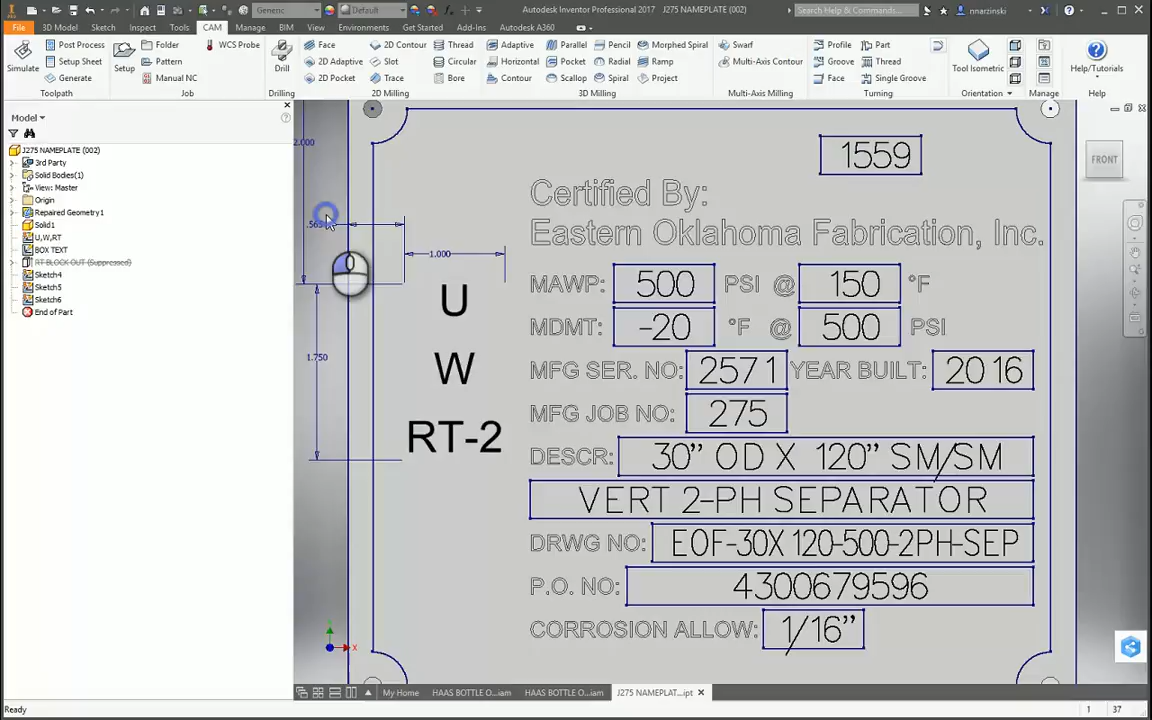 Generic
Default
Autodesk Inventor Professional 2017 J275 NAMEPLATE (002)
Search Help & Commands...
nnarzinski
File 3D Model Sketch Inspect Tools CAM Manage BIM View Environments Get Started Add-Ins Autodesk A360
Post Process Folder WCS Probe Face 2D Contour Thread Adaptive Parallel Pencil Morphed Spiral Swarf Profile Part
Simulate Setup Sheet Setup Pattern Drill 2D Adaptive Slot Circular Horizontal Pocket Radial Ramp Multi-Axis Contour Groove Thread Tool Isometric Help/Tutorials
Generate Manual NC 2D Pocket Trace Bore Contour Scallop Spiral Project Face Single Groove
Toolpath Job Drilling 2D Milling 3D Milling Multi-Axis Milling Turning Orientation Manage Help
Model
J275 NAMEPLATE (002)
3rd Party
Solid Bodies(1)
View: Master
Origin
Repaired Geometry1
Solid1
U,W,RT
BOX TEXT
RT BLOCK OUT (Suppressed)
Sketch4
Sketch5
Sketch6
End of Part
2.000
1.000
1.750
FRONT
U
W
RT-2
1559
Certified By:
Eastern Oklahoma Fabrication, Inc.
MAWP: 500 PSI @ 150 °F
MDMT: -20 °F @ 500 PSI
MFG SER. NO: 2571 YEAR BUILT: 2016
MFG JOB NO: 275
DESCR: 30” OD X 120” SM/SM
VERT 2-PH SEPARATOR
DRWG NO: EOF-30X120-500-2PH-SEP
P.O. NO: 4300679596
CORROSION ALLOW: 1/16”
X
My Home HAAS BOTTLE O....iam HAAS BOTTLE O....iam J275 NAMEPLAT....ipt
Ready
1 37